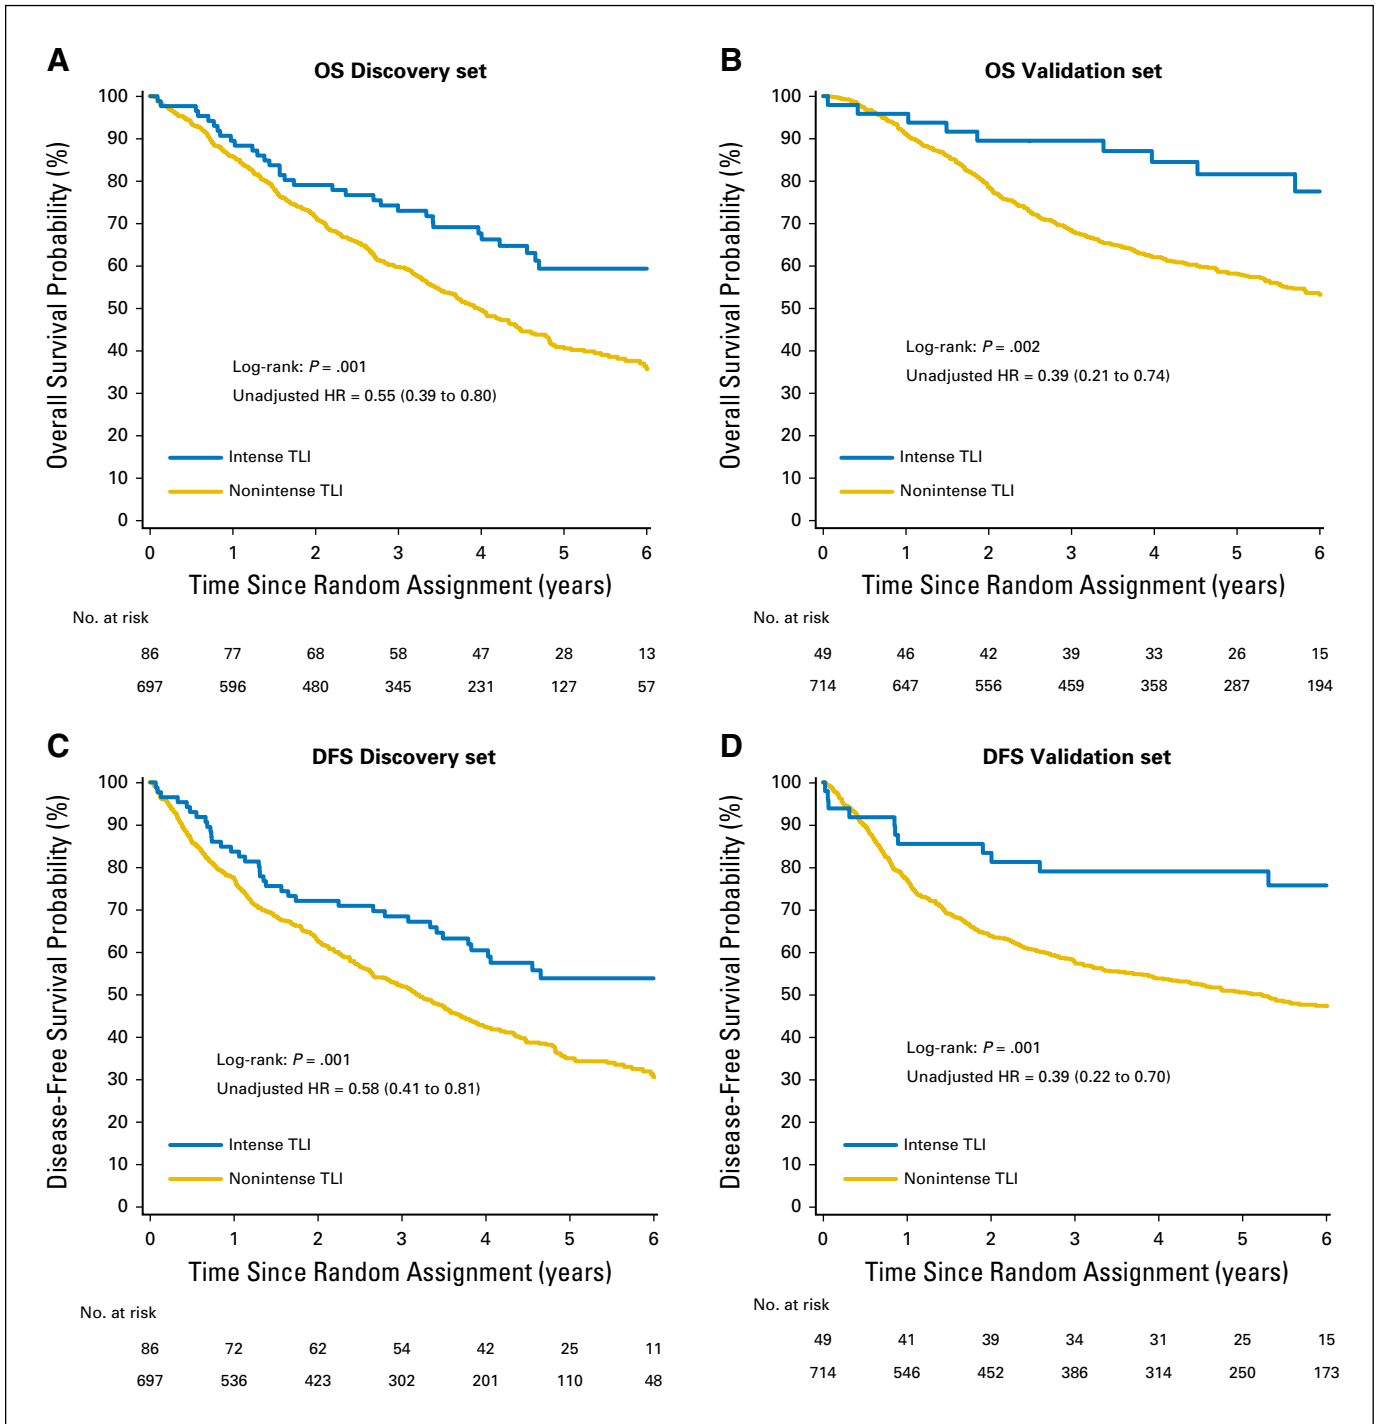 A
OS Discovery set
Overall Survival Probability (%)
100
90
80
70
60
50
40
30
20
10
0
Log-rank: P = .001
Unadjusted HR = 0.55 (0.39 to 0.80)
Intense TLI
Nonintense TLI
0 1 2 3 4 5 6
Time Since Random Assignment (years)
No. at risk
86 77 68 58 47 28 13
697 596 480 345 231 127 57
B
OS Validation set
Overall Survival Probability (%)
100
90
80
70
60
50
40
30
20
10
0
Log-rank: P = .002
Unadjusted HR = 0.39 (0.21 to 0.74)
Intense TLI
Nonintense TLI
0 1 2 3 4 5 6
Time Since Random Assignment (years)
No. at risk
49 46 42 39 33 26 15
714 647 556 459 358 287 194
C
DFS Discovery set
Disease-Free Survival Probability (%)
100
90
80
70
60
50
40
30
20
10
0
Log-rank: P = .001
Unadjusted HR = 0.58 (0.41 to 0.81)
Intense TLI
Nonintense TLI
0 1 2 3 4 5 6
Time Since Random Assignment (years)
No. at risk
86 72 62 54 42 25 11
697 536 423 302 201 110 48
D
DFS Validation set
Disease-Free Survival Probability (%)
100
90
80
70
60
50
40
30
20
10
0
Log-rank: P = .001
Unadjusted HR = 0.39 (0.22 to 0.70)
Intense TLI
Nonintense TLI
0 1 2 3 4 5 6
Time Since Random Assignment (years)
No. at risk
49 41 39 34 31 25 15
714 546 452 386 314 250 173